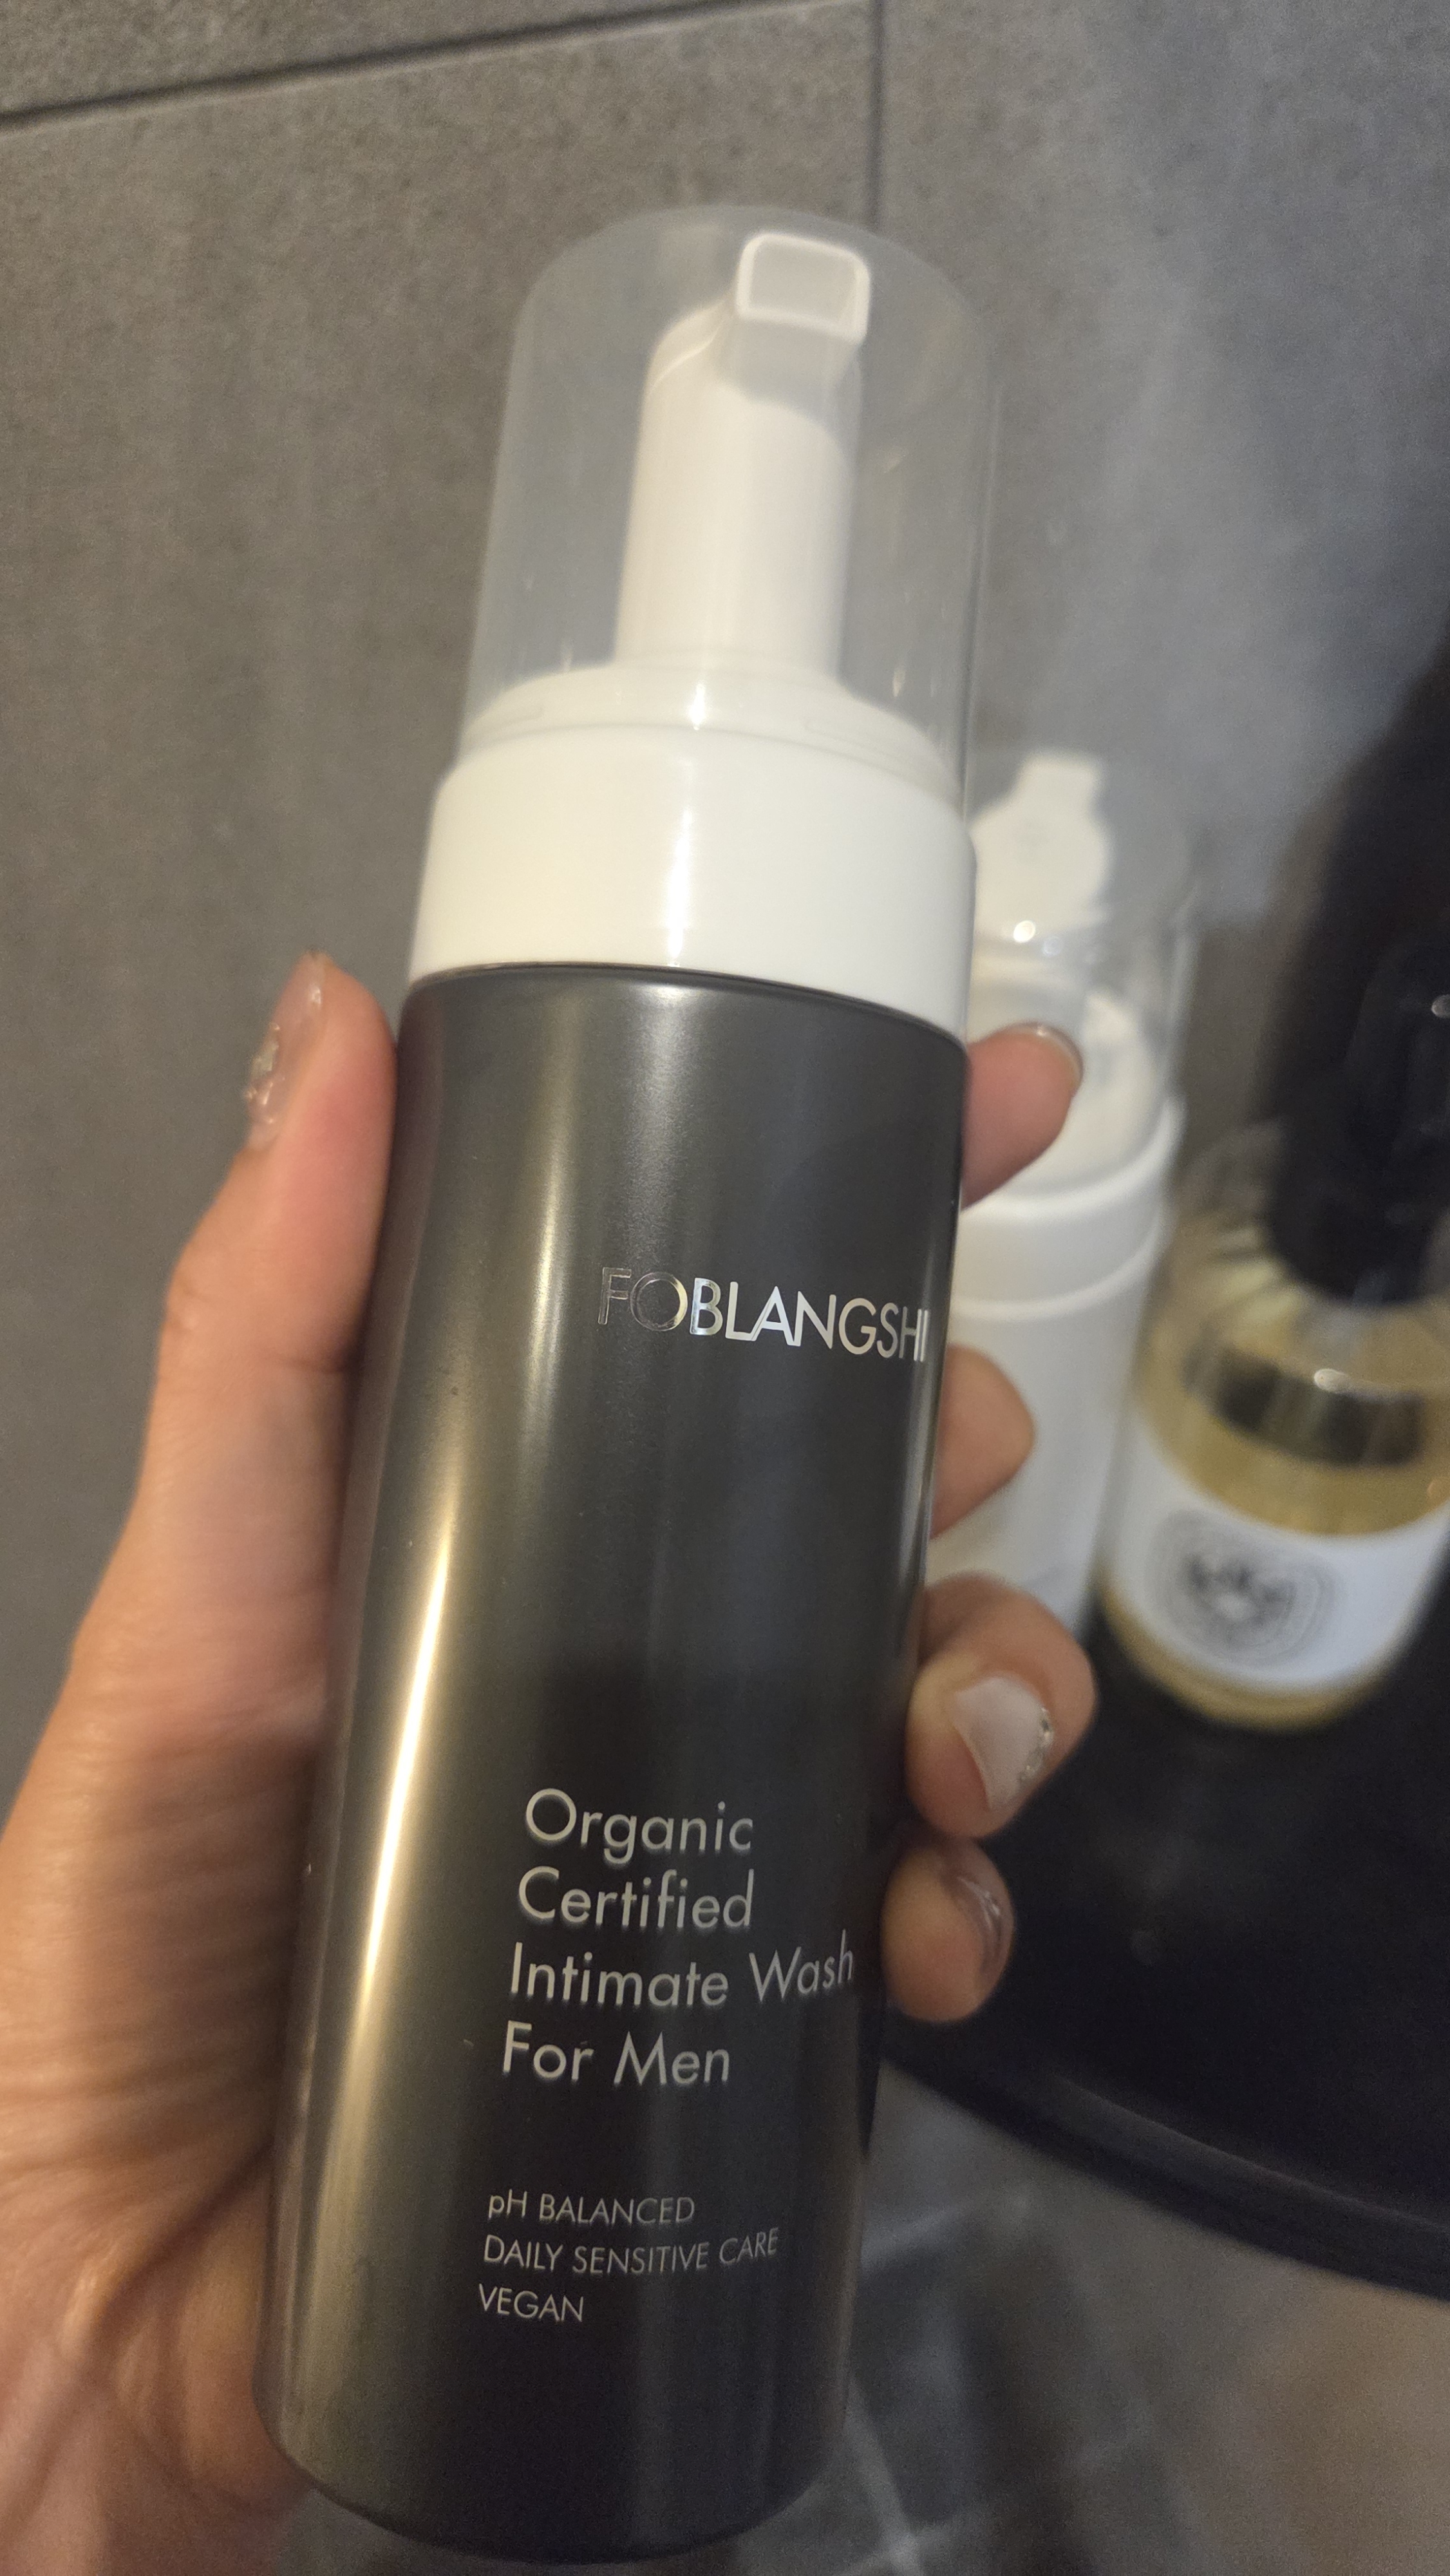 FOBLANGSHI
Organic
Certified
Intimate Wash
For Men
pH BALANCED
DAILY SENSITIVE CARE
VEGAN